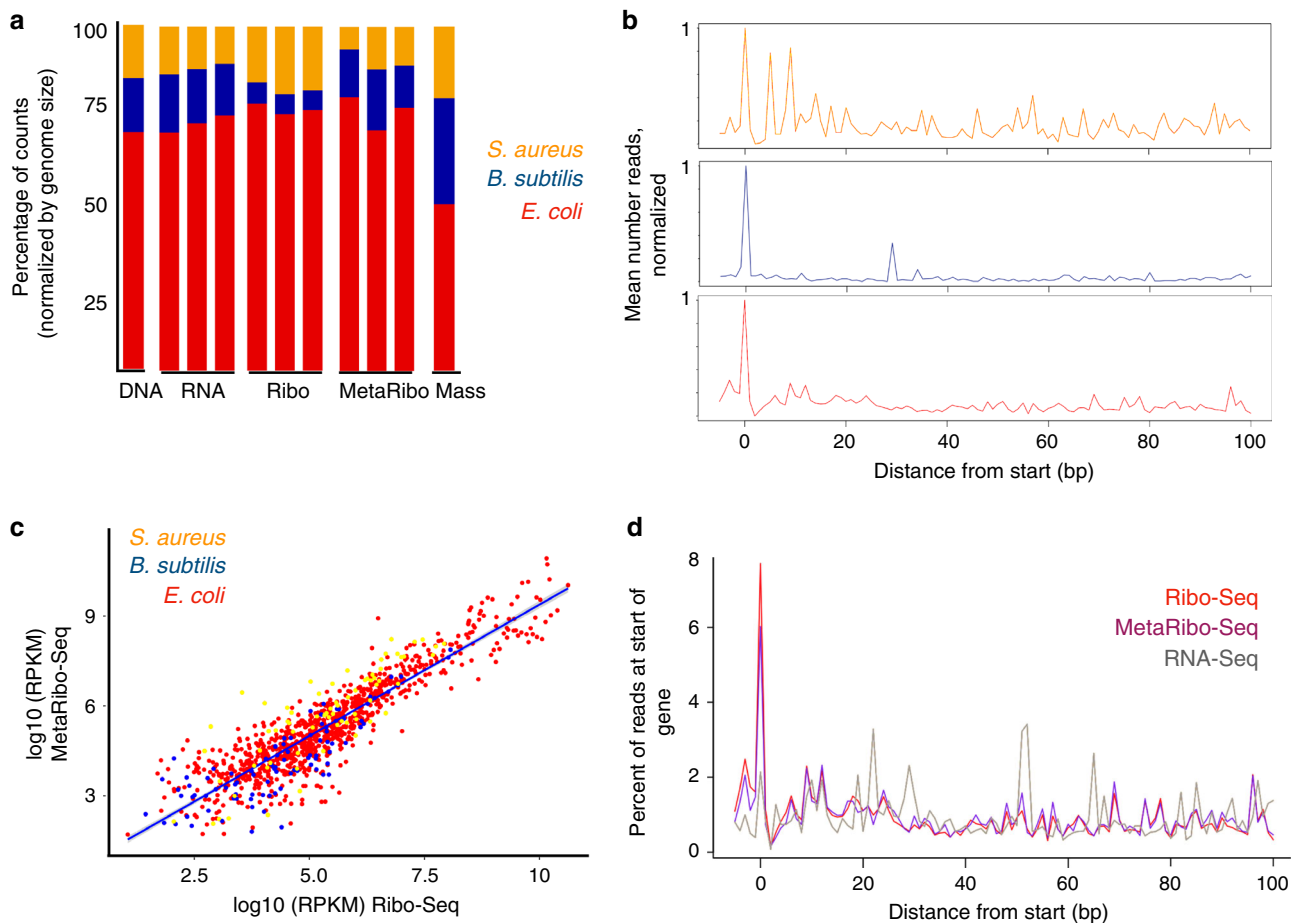 a
Percentage of counts
(normalized by genome size)
100
75
50
25
DNA RNA Ribo MetaRibo Mass
S. aureus
B. subtilis
E. coli
b
Mean number reads,
normalized
1
1
1
0 20 40 60 80 100
Distance from start (bp)
c
S. aureus
B. subtilis
E. coli
log10 (RPKM)
MetaRibo-Seq
9
6
3
2.5 5.0 7.5 10
log10 (RPKM) Ribo-Seq
d
Percent of reads at start of
gene
8
6
4
2
0
Ribo-Seq
MetaRibo-Seq
RNA-Seq
0 20 40 60 80 100
Distance from start (bp)